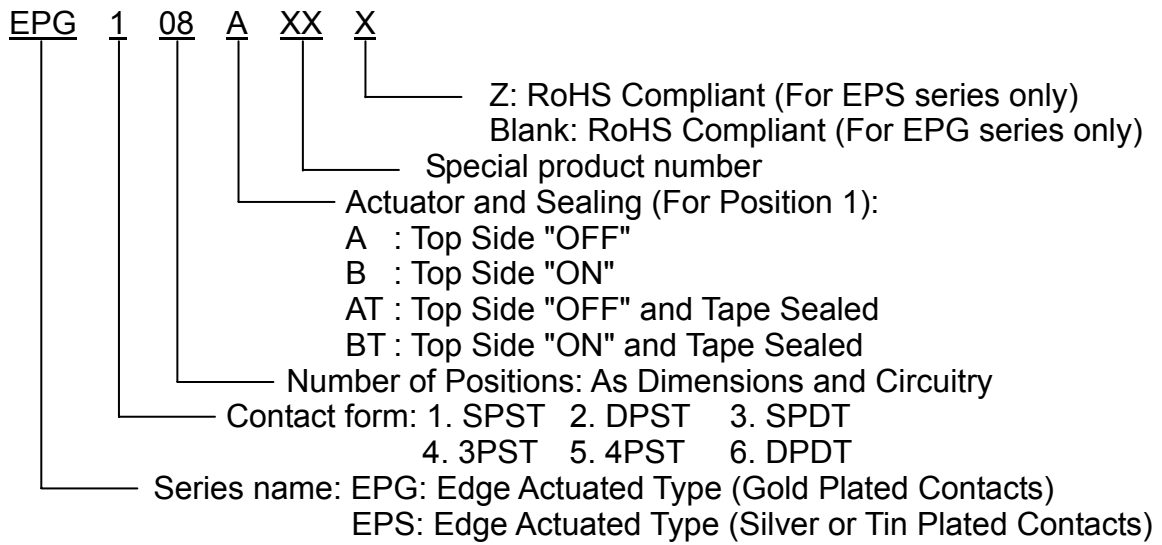 EPG 1 08 A XX X
Z: RoHS Compliant (For EPS series only)
Blank: RoHS Compliant (For EPG series only)
Special product number
Actuator and Sealing (For Position 1):
A : Top Side "OFF"
B : Top Side "ON"
AT : Top Side "OFF" and Tape Sealed
BT : Top Side "ON" and Tape Sealed
Number of Positions: As Dimensions and Circuitry
Contact form: 1. SPST 2. DPST 3. SPDT
4. 3PST 5. 4PST 6. DPDT
Series name: EPG: Edge Actuated Type (Gold Plated Contacts)
EPS: Edge Actuated Type (Silver or Tin Plated Contacts)